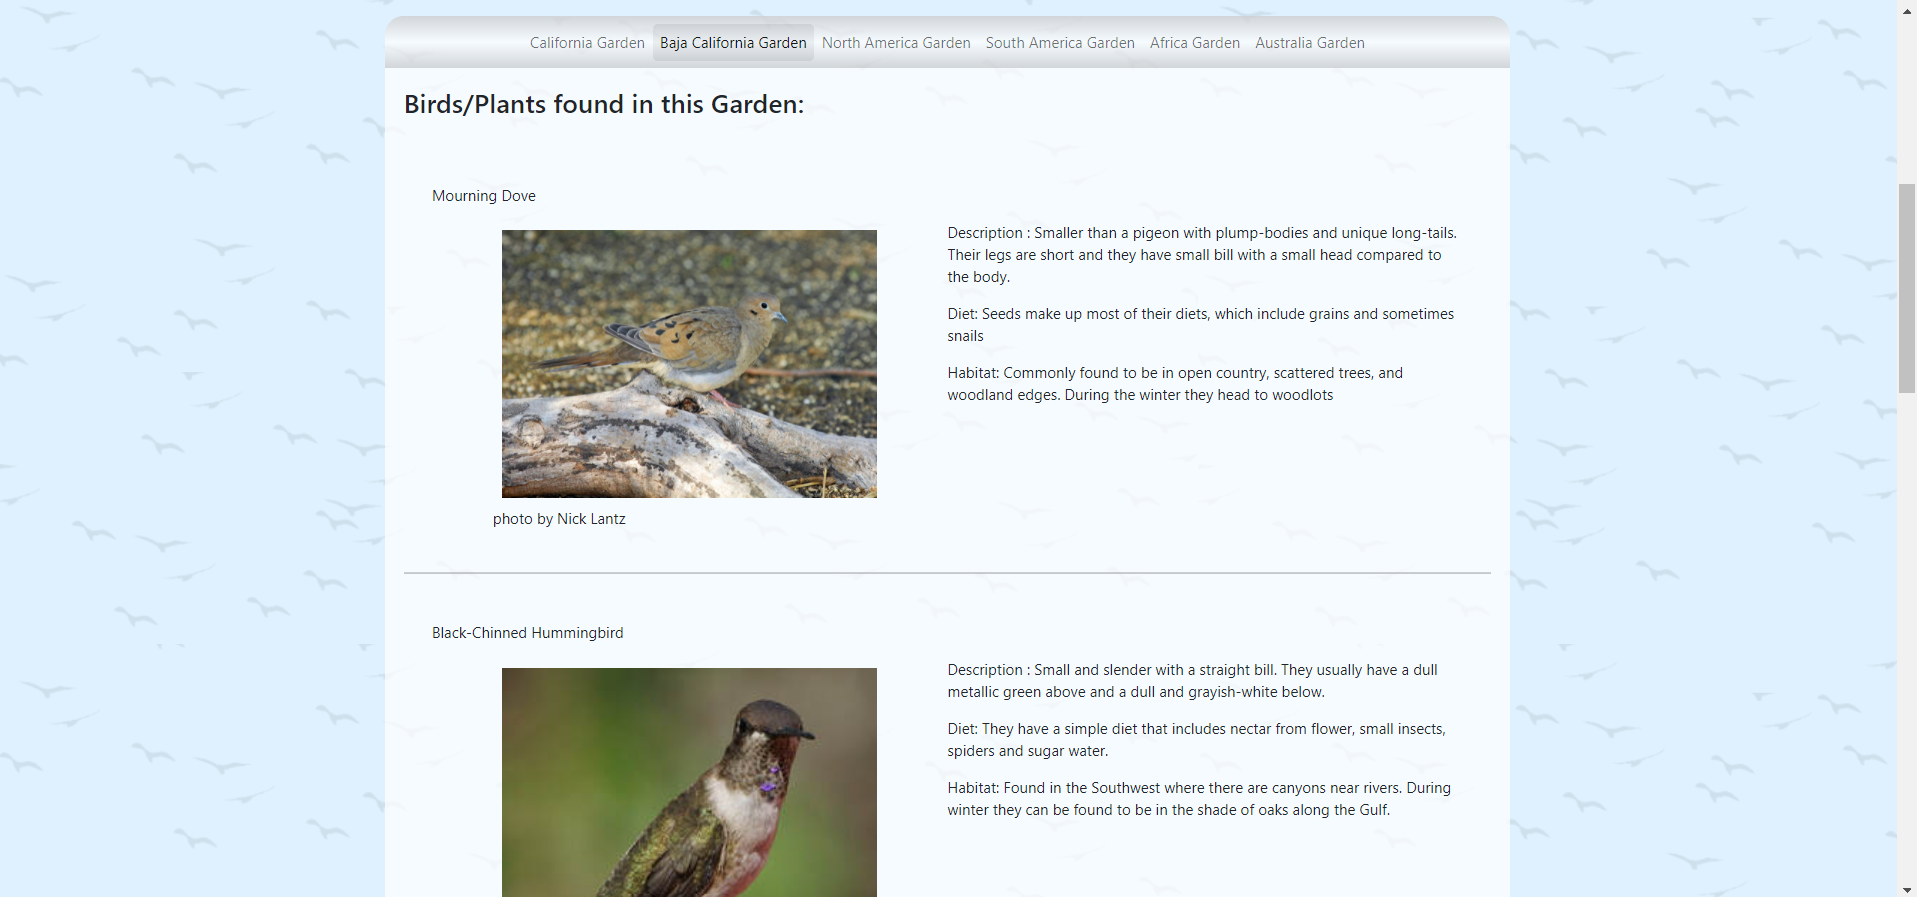 California Garden Baja California Garden North America Garden South America Garden Africa Garden Australia Garden
Birds/Plants found in this Garden:
Mourning Dove
Description : Smaller than a pigeon with plump-bodies and unique long-tails.
Their legs are short and they have small bill with a small head compared to
the body.
Diet: Seeds make up most of their diets, which include grains and sometimes
snails
Habitat: Commonly found to be in open country, scattered trees, and
woodland edges. During the winter they head to woodlots
photo by Nick Lantz
Black-Chinned Hummingbird
Description : Small and slender with a straight bill. They usually have a dull
metallic green above and a dull and grayish-white below.
Diet: They have a simple diet that includes nectar from flower, small insects,
spiders and sugar water.
Habitat: Found in the Southwest where there are canyons near rivers. During
winter they can be found to be in the shade of oaks along the Gulf.